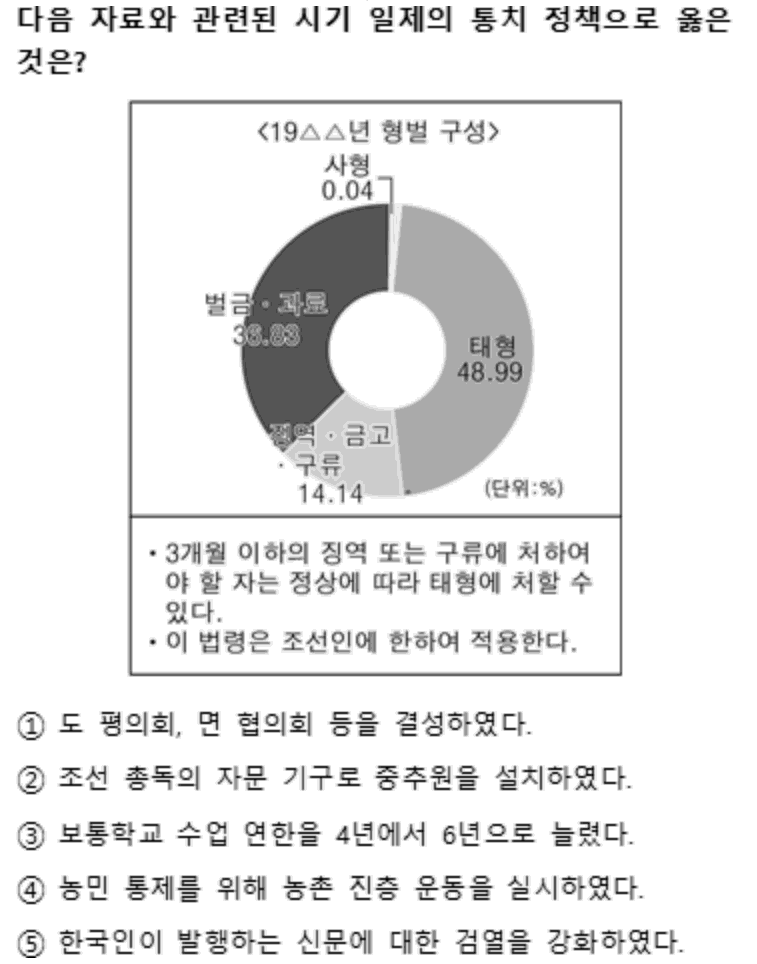 다음 자료와 관련된 시기 일제의 통치 정책으로 옳은
것은?
<19△△년 형벌 구성>
사형
0.04
벌금·과료
36.83
태형
48.99
징역·금고
·구류
14.14
(단위:%)
• 3개월 이하의 징역 또는 구류에 처하여
야 할 자는 정상에 따라 태형에 처할 수
있다.
• 이 법령은 조선인에 한하여 적용한다.
① 도 평의회, 면 협의회 등을 결성하였다.
② 조선 총독의 자문 기구로 중추원을 설치하였다.
③ 보통학교 수업 연한을 4년에서 6년으로 늘렸다.
④ 농민 통제를 위해 농촌 진층 운동을 실시하였다.
⑤ 한국인이 발행하는 신문에 대한 검열을 강화하였다.